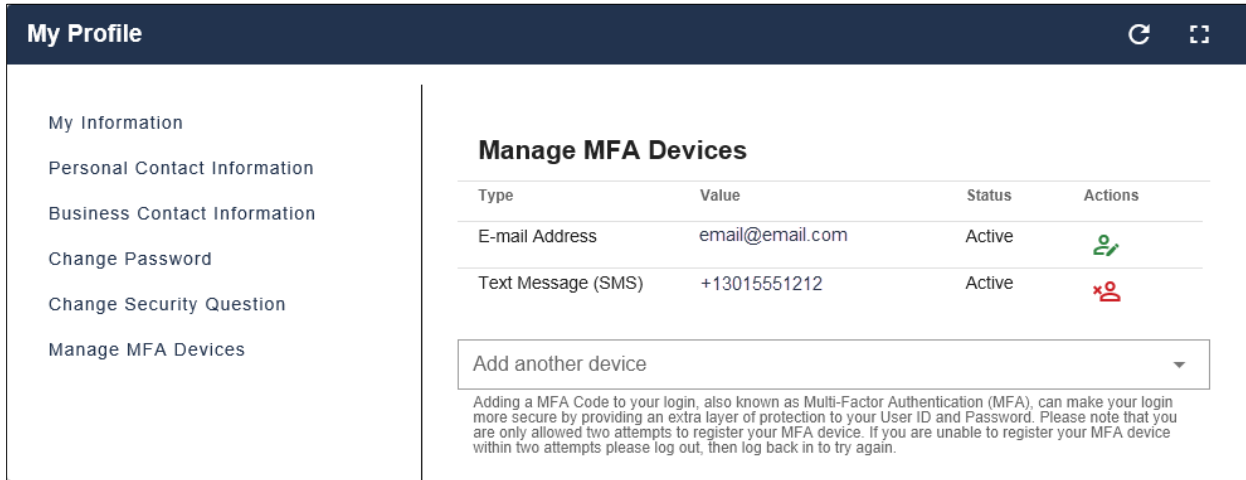 My Profile
My Information
Personal Contact Information
Business Contact Information
Change Password
Change Security Question
Manage MFA Devices
Manage MFA Devices
Type Value Status Actions
E-mail Address email@email.com Active
Text Message (SMS) +13015551212 Active
Add another device
Adding a MFA Code to your login, also known as Multi-Factor Authentication (MFA), can make your login
more secure by providing an extra layer of protection to your User ID and Password. Please note that you
are only allowed two attempts to register your MFA device. If you are unable to register your MFA device
within two attempts please log out, then log back in to try again.